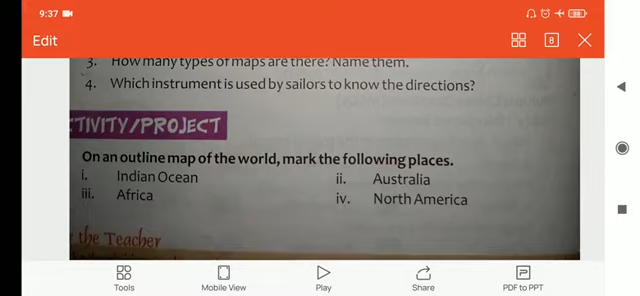 9:37
Edit
8
3. How many types of maps are there? Name them.
4. Which instrument is used by sailors to know the directions?
CTIVITY/PROJECT
On an outline map of the world, mark the following places.
i. Indian Ocean ii. Australia
iii. Africa iv. North America
the Teacher
Tools Mobile View Play Share PDF to PPT